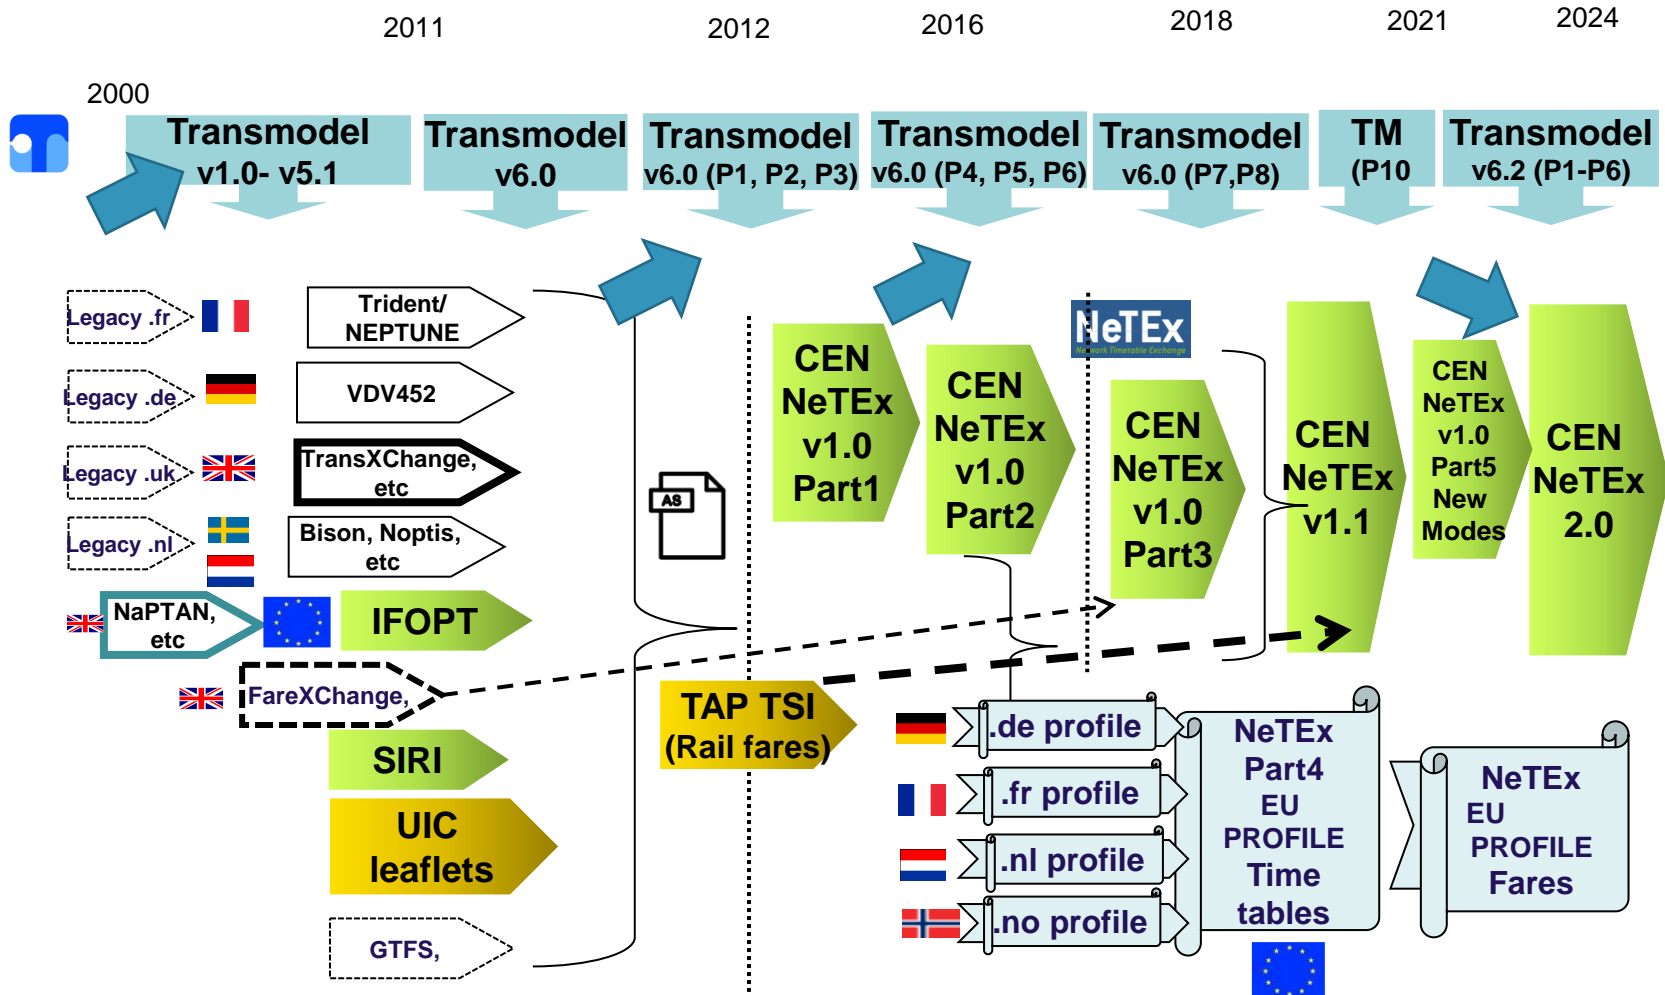 2011
2012
2016
2018
2021
2024
2000
Transmodel
v1.0- v5.1
Transmodel
v6.0
Transmodel
v6.0 (P1, P2, P3)
Transmodel
v6.0 (P4, P5, P6)
Transmodel
v6.0 (P7,P8)
TM
(P10
Transmodel
v6.2 (P1-P6)
Legacy .fr
Trident/
NEPTUNE
Legacy .de
VDV452
Legacy .uk
TransXChange,
etc
Legacy .nl
Bison, Noptis,
etc
NaPTAN,
etc
IFOPT
FareXChange,
SIRI
UIC
leaflets
GTFS,
AS
TAP TSI
(Rail fares)
CEN
NeTEx
v1.0
Part1
CEN
NeTEx
v1.0
Part2
NeTEx
Network Timetable Exchange
CEN
NeTEx
v1.0
Part3
CEN
NeTEx
v1.1
CEN
NeTEx
v1.0
Part5
New
Modes
CEN
NeTEx
2.0
.de profile
.fr profile
.nl profile
.no profile
NeTEx
Part4
EU
PROFILE
Time
tables
NeTEx
EU
PROFILE
Fares